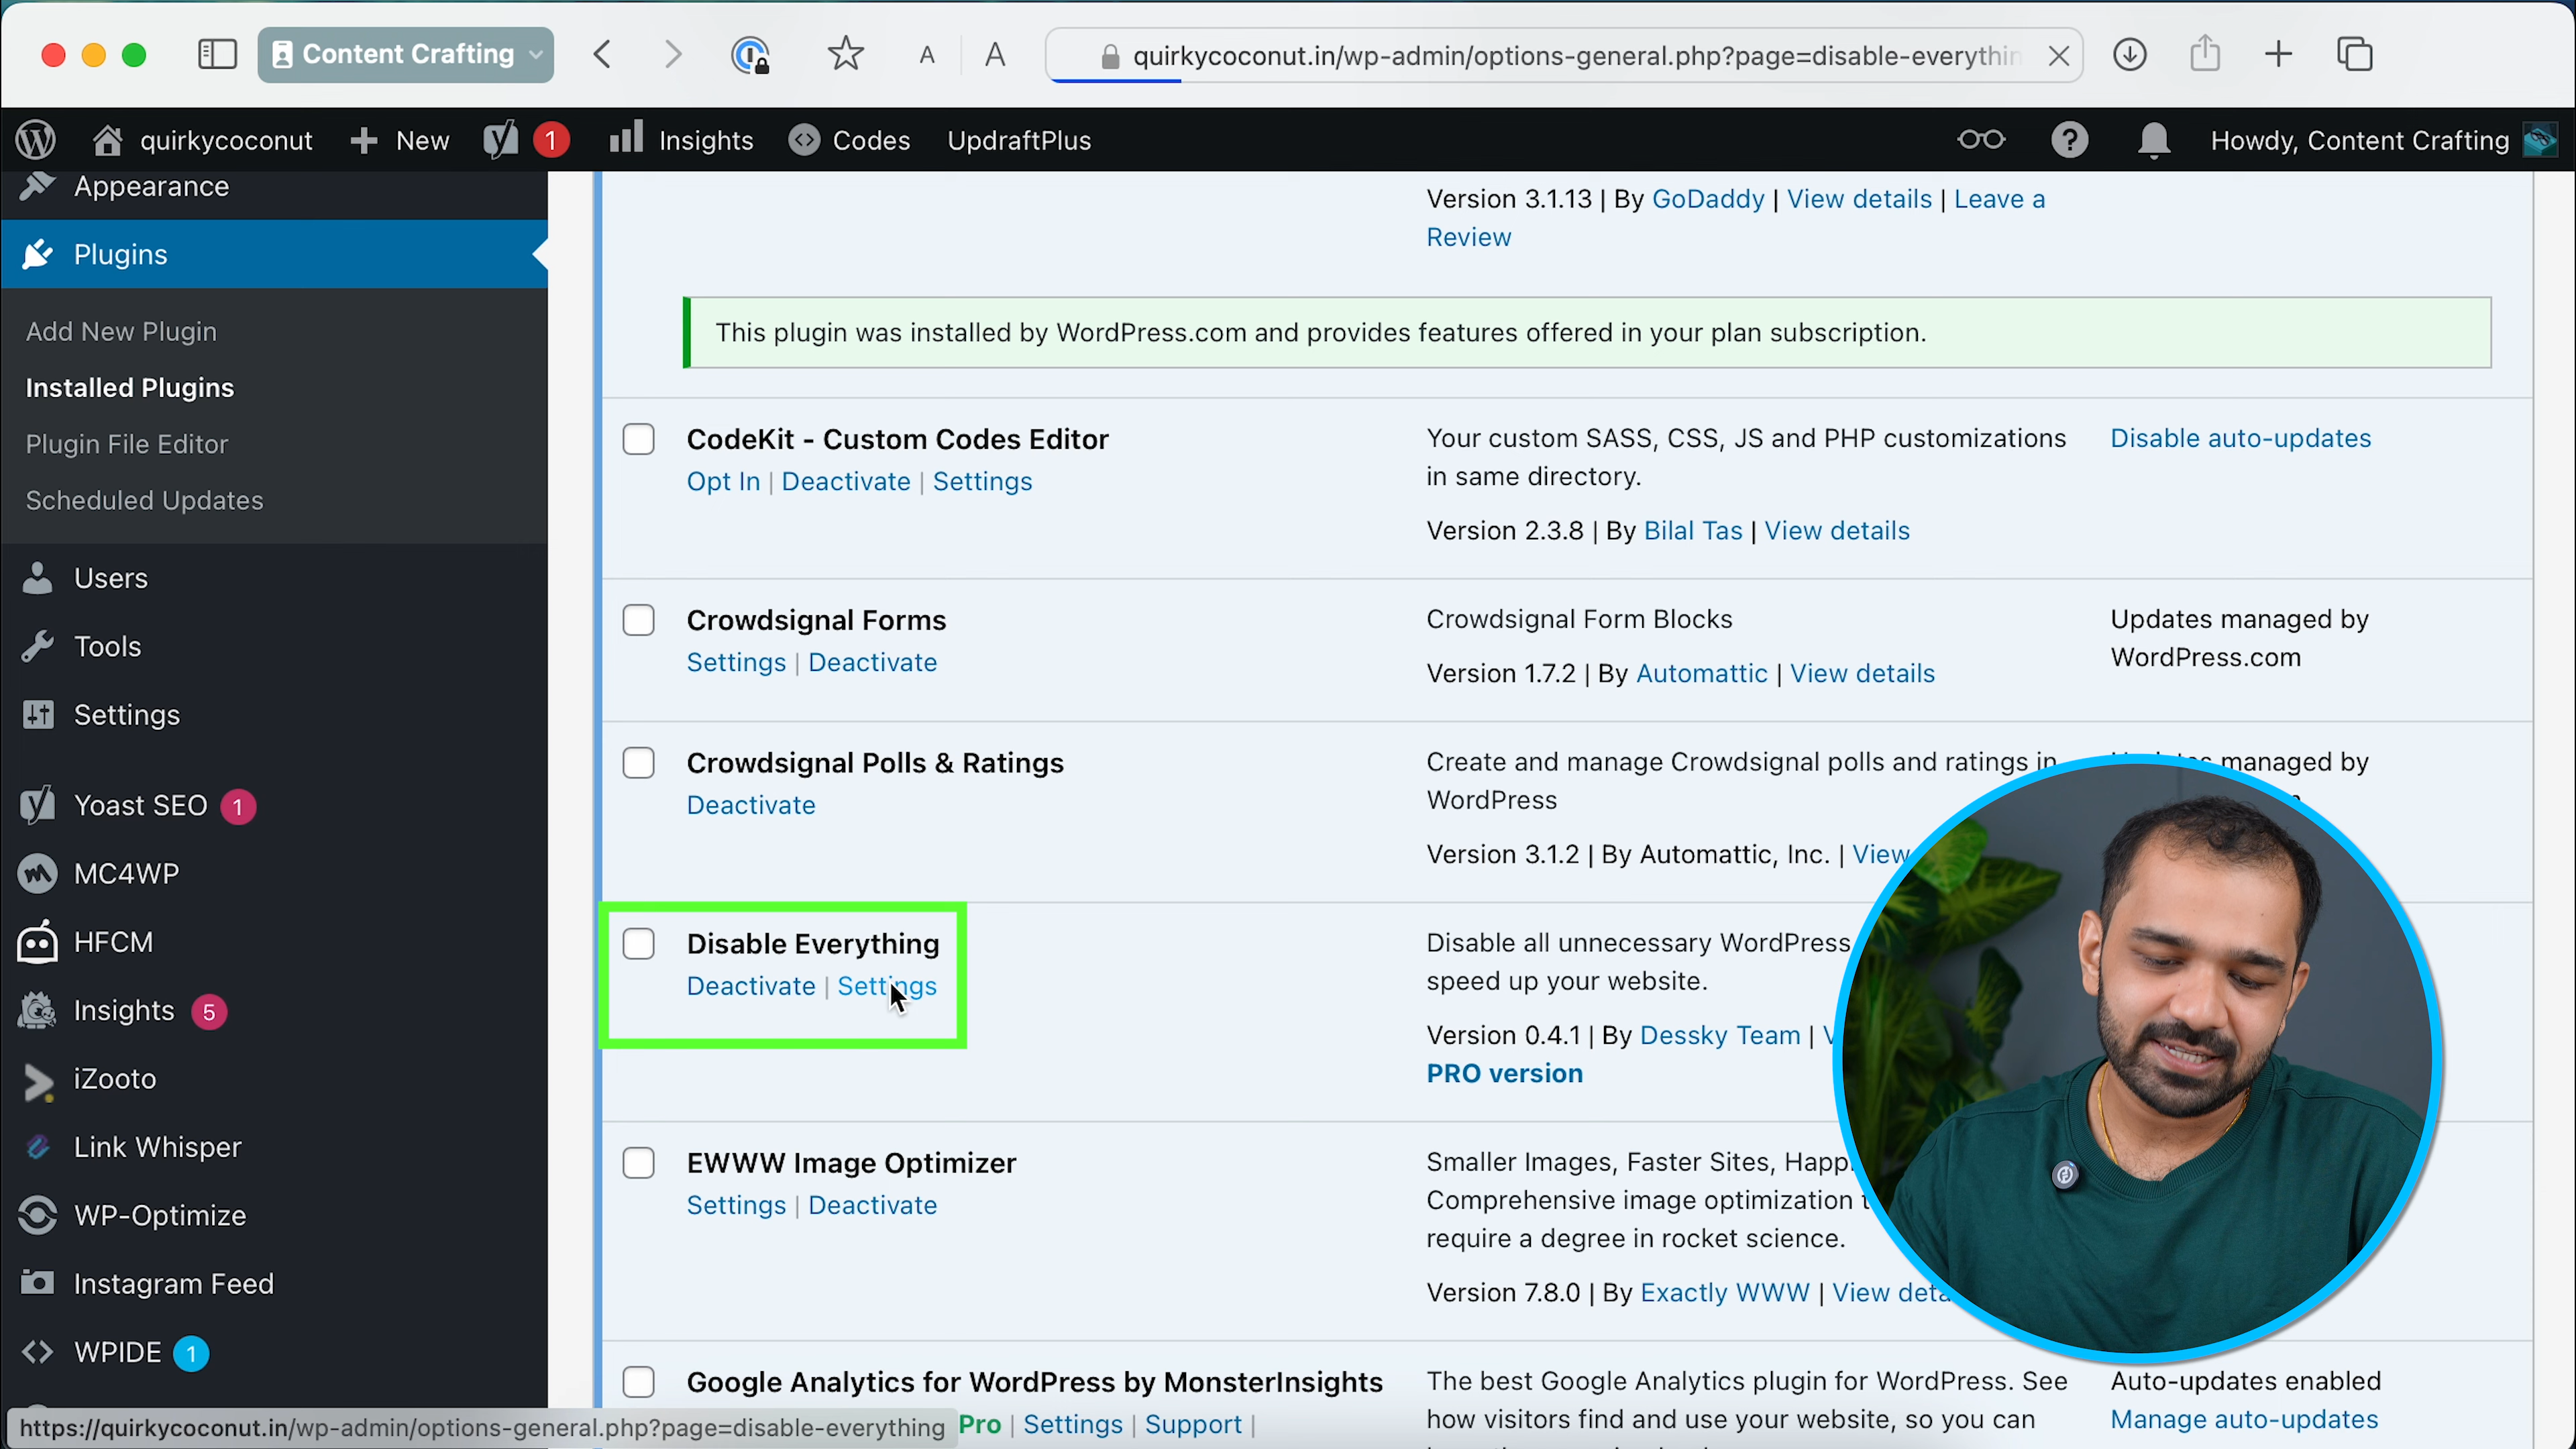 Content Crafting
A A
quirkycoconut.in/wp-admin/options-general.php?page=disable-everythin
quirkycoconut
New
1
Insights
Codes
UpdraftPlus
Howdy, Content Crafting
Appearance
Plugins
Add New Plugin
Installed Plugins
Plugin File Editor
Scheduled Updates
Users
Tools
Settings
Yoast SEO 1
MC4WP
HFCM
Insights 5
iZooto
Link Whisper
WP-Optimize
Instagram Feed
WPIDE 1
Version 3.1.13 | By GoDaddy | View details | Leave a
Review
This plugin was installed by WordPress.com and provides features offered in your plan subscription.
CodeKit - Custom Codes Editor
Opt In | Deactivate | Settings
Your custom SASS, CSS, JS and PHP customizations
in same directory.
Version 2.3.8 | By Bilal Tas | View details
Disable auto-updates
Crowdsignal Forms
Settings | Deactivate
Crowdsignal Form Blocks
Version 1.7.2 | By Automattic | View details
Updates managed by
WordPress.com
Crowdsignal Polls & Ratings
Deactivate
Create and manage Crowdsignal polls and ratings in
WordPress
Version 3.1.2 | By Automattic, Inc. | View
managed by
Disable Everything
Deactivate | Settings
Disable all unnecessary WordPress
speed up your website.
Version 0.4.1 | By Dessky Team |
PRO version
EWWW Image Optimizer
Settings | Deactivate
Smaller Images, Faster Sites,
Comprehensive image optimization
require a degree in rocket science.
Version 7.8.0 | By Exactly WWW | View
Google Analytics for WordPress by MonsterInsights
Pro | Settings | Support |
The best Google Analytics plugin for WordPress. See
how visitors find and use your website, so you can
Auto-updates enabled
Manage auto-updates
https://quirkycoconut.in/wp-admin/options-general.php?page=disable-everything